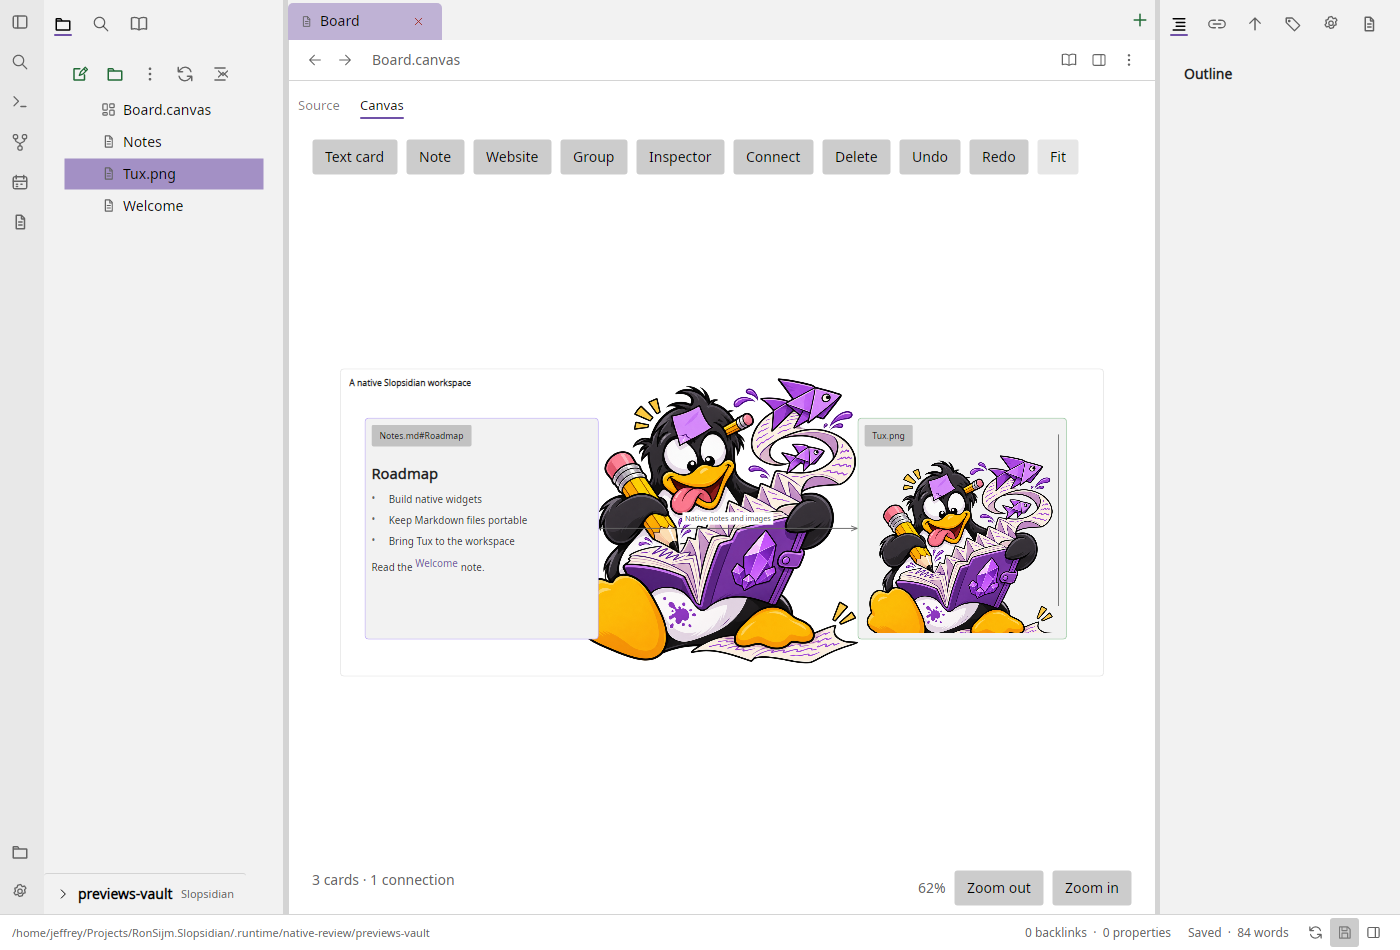 Board
Board.canvas
Board.canvas
Notes
Tux.png
Welcome
Source
Canvas
Text card
Note
Website
Group
Inspector
Connect
Delete
Undo
Redo
Fit
A native Slopsidian workspace
Notes.md#Roadmap
Roadmap
• Build native widgets
• Keep Markdown files portable
• Bring Tux to the workspace
Read the Welcome note.
Native notes and images
Tux.png
3 cards · 1 connection
62%
Zoom out
Zoom in
Outline
previews-vault Slopsidian
/home/jeffrey/Projects/RonSijm.Slopsidian/.runtime/native-review/previews-vault
0 backlinks · 0 properties
Saved · 84 words